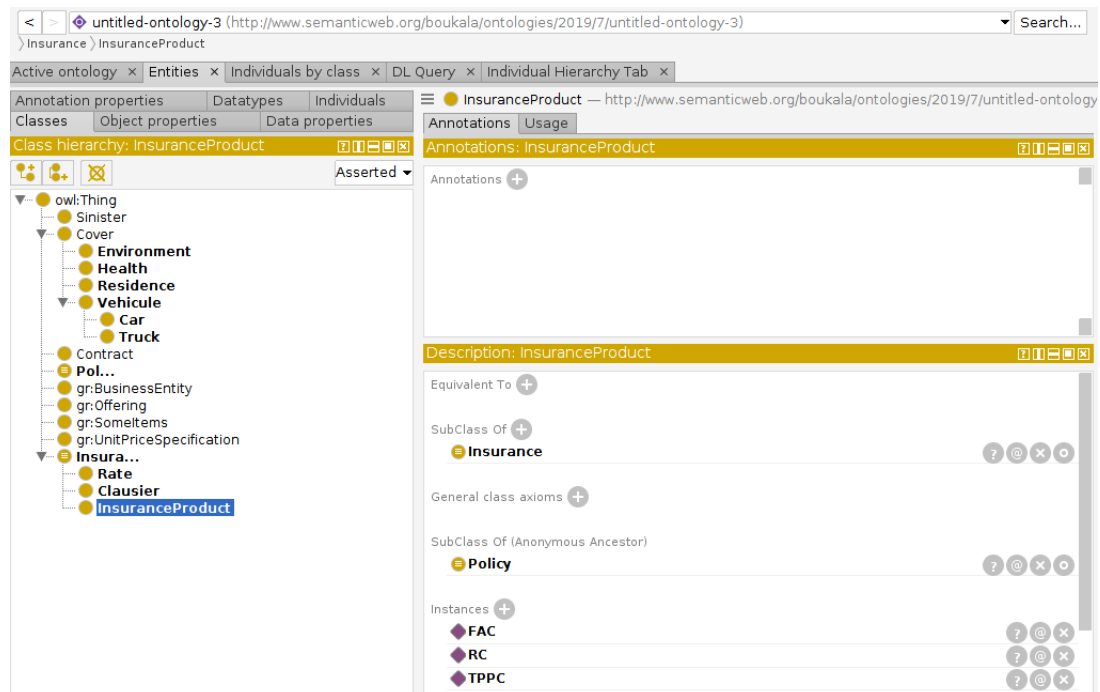 < > untitled-ontology-3 (http://www.semanticweb.org/boukala/ontologies/2019/7/untitled-ontology-3) Search...
Insurance InsuranceProduct
Active ontology × Entities × Individuals by class × DL Query × Individual Hierarchy Tab ×
Annotation properties Datatypes Individuals
Classes Object properties Data properties
Class hierarchy: InsuranceProduct
Asserted
owl:Thing
Sinister
Cover
Environment
Health
Residence
Vehicule
Car
Truck
Contract
Pol...
gr:BusinessEntity
gr:Offering
gr:SomeItems
gr:UnitPriceSpecification
Insura...
Rate
Clausier
InsuranceProduct
InsuranceProduct — http://www.semanticweb.org/boukala/ontologies/2019/7/untitled-ontology
Annotations Usage
Annotations: InsuranceProduct
Annotations
Description: InsuranceProduct
Equivalent To
SubClass Of
Insurance
General class axioms
SubClass Of (Anonymous Ancestor)
Policy
Instances
FAC
RC
TPPC